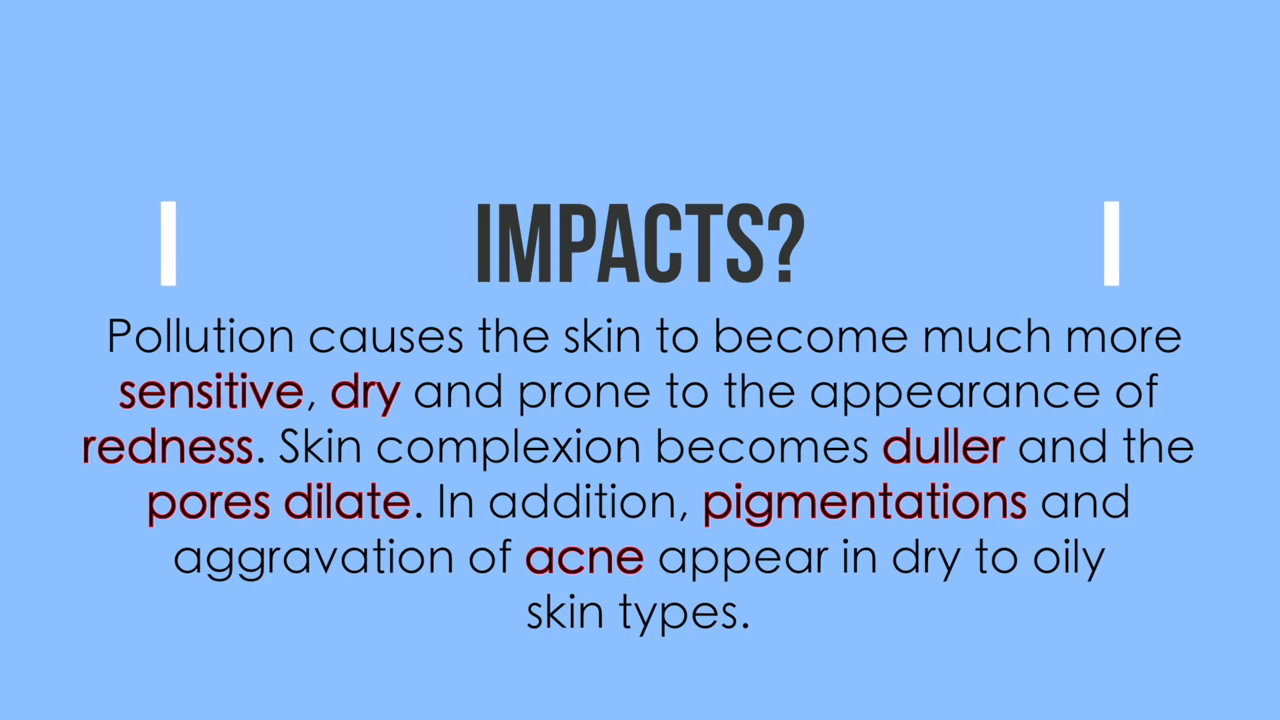 IMPACTS?
Pollution causes the skin to become much more
sensitive, dry and prone to the appearance of
redness. Skin complexion becomes duller and the
pores dilate. In addition, pigmentations and
aggravation of acne appear in dry to oily
skin types.